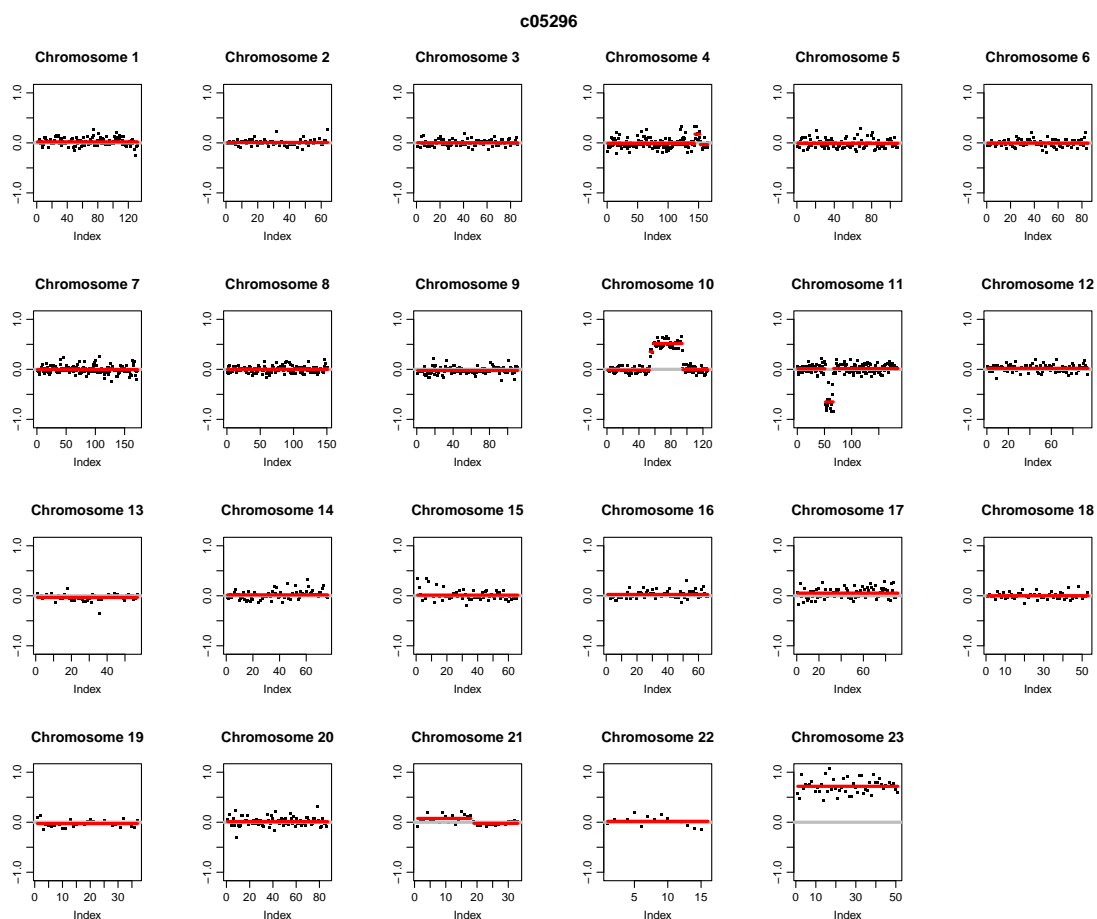 c05296
Chromosome 1 Chromosome 2 Chromosome 3 Chromosome 4 Chromosome 5 Chromosome 6
1.0 1.0 1.0 1.0 1.0 1.0
0.0 0.0 0.0 0.0 0.0 0.0
−1.0 −1.0 −1.0 −1.0 −1.0 −1.0
0 40 80 120 0 20 40 60 0 20 40 60 80 0 50 100 150 0 40 80 0 20 40 60 80
Index Index Index Index Index Index
Chromosome 7 Chromosome 8 Chromosome 9 Chromosome 10 Chromosome 11 Chromosome 12
1.0 1.0 1.0 1.0 1.0 1.0
0.0 0.0 0.0 0.0 0.0 0.0
−1.0 −1.0 −1.0 −1.0 −1.0 −1.0
0 50 100 150 0 50 100 150 0 40 80 0 40 80 120 0 50 100 0 20 60
Index Index Index Index Index Index
Chromosome 13 Chromosome 14 Chromosome 15 Chromosome 16 Chromosome 17 Chromosome 18
1.0 1.0 1.0 1.0 1.0 1.0
0.0 0.0 0.0 0.0 0.0 0.0
−1.0 −1.0 −1.0 −1.0 −1.0 −1.0
0 20 40 0 20 40 60 0 20 40 60 0 20 40 60 0 20 60 0 10 30 50
Index Index Index Index Index Index
Chromosome 19 Chromosome 20 Chromosome 21 Chromosome 22 Chromosome 23
1.0 1.0 1.0 1.0 1.0
0.0 0.0 0.0 0.0 0.0
−1.0 −1.0 −1.0 −1.0 −1.0
0 10 20 30 0 20 40 60 80 0 10 20 30 5 10 15 0 10 20 30 40 50
Index Index Index Index Index